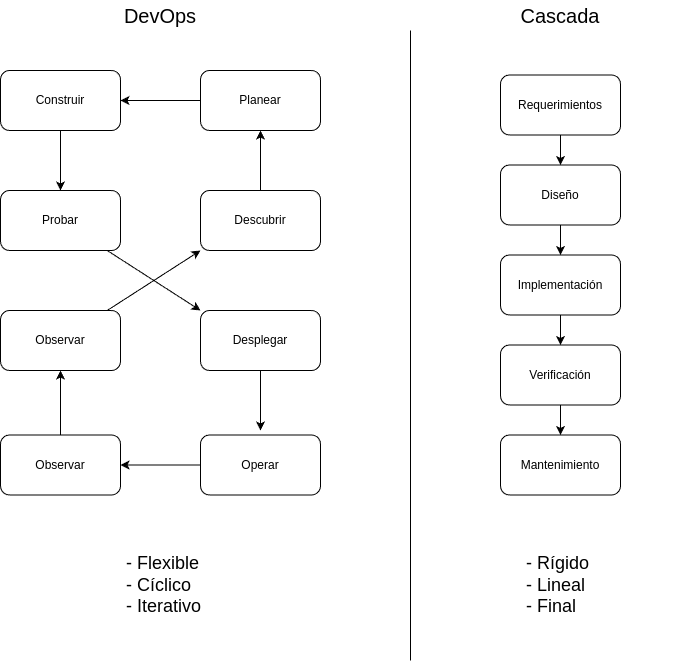 DevOps
Construir
Planear
Probar
Descubrir
Observar
Desplegar
Observar
Operar
- Flexible
- Cíclico
- Iterativo
Cascada
Requerimientos
Diseño
Implementación
Verificación
Mantenimiento
- Rígido
- Lineal
- Final